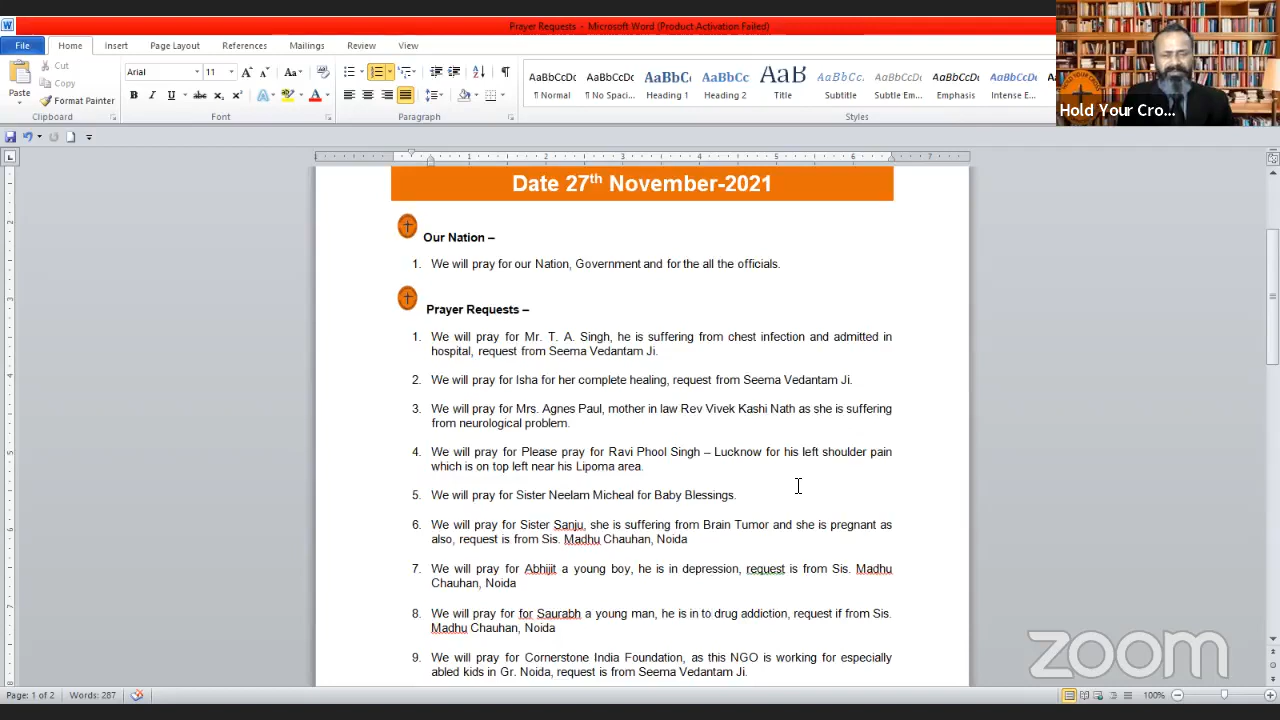 Prayer Requests - Microsoft Word (Product Activation Failed)
File Home Insert Page Layout References Mailings Review View
Paste
Cut
Copy
Format Painter
Clipboard
Arial 11
Font
Paragraph
AaBbCcDc AaBbCcDc AaBbC AaBbCc AaB AaBbCc AaBbCcDc AaBbCcDc AaBbCcDc
¶ Normal ¶ No Spaci... Heading 1 Heading 2 Title Subtitle Subtle Em... Emphasis Intense E...
Styles
Hold Your Cro...
Date 27th November-2021
Our Nation –
1. We will pray for our Nation, Government and for the all the officials.
Prayer Requests –
1. We will pray for Mr. T. A. Singh, he is suffering from chest infection and admitted in
hospital, request from Seema Vedantam Ji.
2. We will pray for Isha for her complete healing, request from Seema Vedantam Ji.
3. We will pray for Mrs. Agnes Paul, mother in law Rev Vivek Kashi Nath as she is suffering
from neurological problem.
4. We will pray for Please pray for Ravi Phool Singh – Lucknow for his left shoulder pain
which is on top left near his Lipoma area.
5. We will pray for Sister Neelam Micheal for Baby Blessings.
6. We will pray for Sister Sanju, she is suffering from Brain Tumor and she is pregnant as
also, request is from Sis. Madhu Chauhan, Noida
7. We will pray for Abhijit a young boy, he is in depression, request is from Sis. Madhu
Chauhan, Noida
8. We will pray for for Saurabh a young man, he is in to drug addiction, request if from Sis.
Madhu Chauhan, Noida
9. We will pray for Cornerstone India Foundation, as this NGO is working for especially
abled kids in Gr. Noida, request is from Seema Vedantam Ji.
zoom
Page: 1 of 2 Words: 287 100%